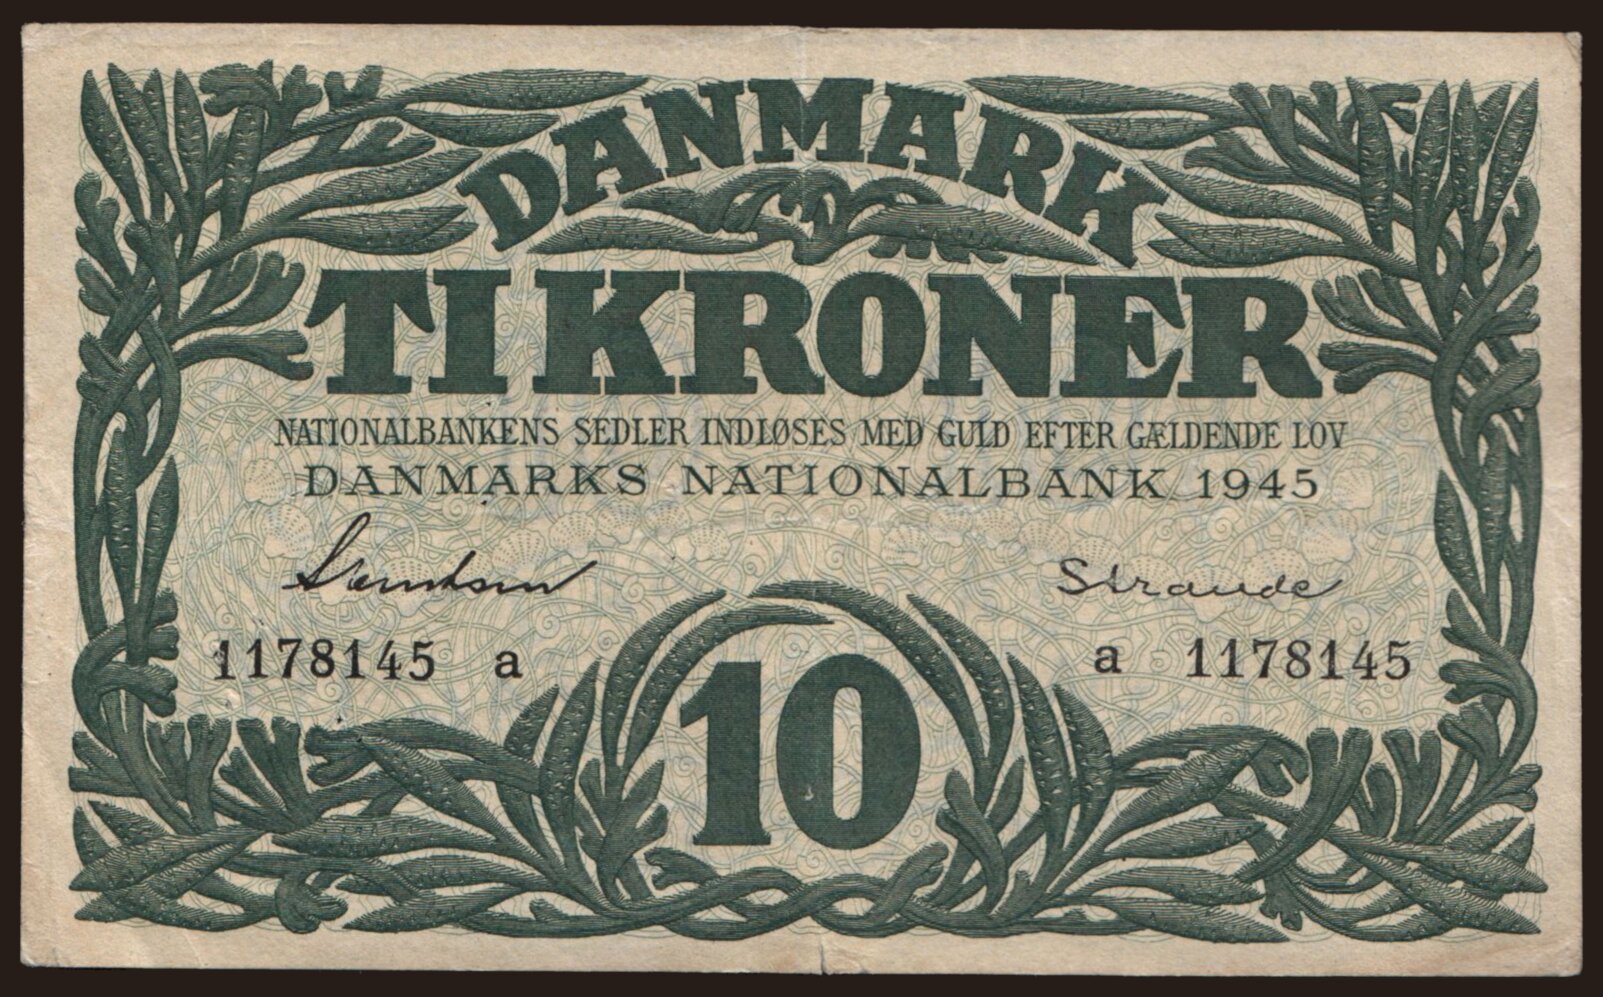 DANMARK
TI KRONER
NATIONALBANKENS SEDLER INDLØSES MED GULD EFTER GÆLDENDE LOV
DANMARKS NATIONALBANK 1945
Svendsen Strande
1178145 a a 1178145
10